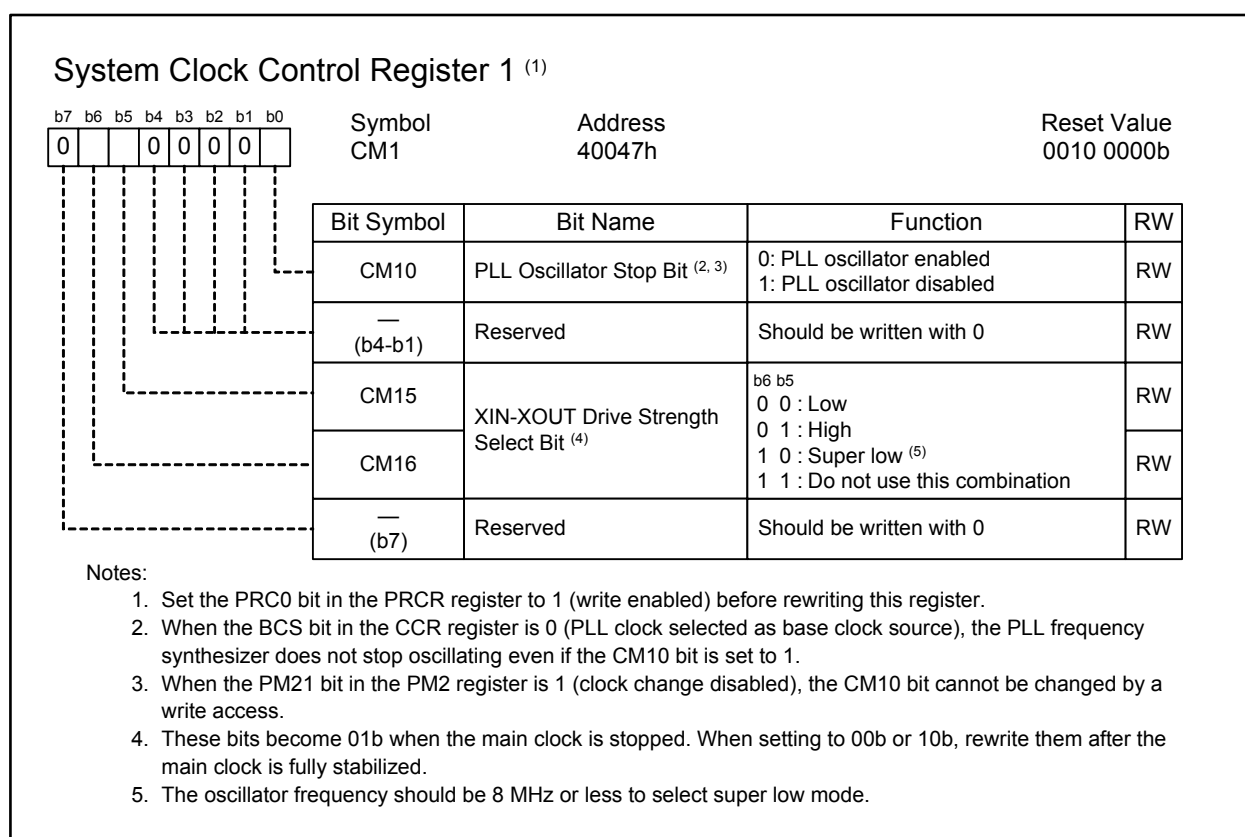 System Clock Control Register 1 (1)
b7 b6 b5 b4 b3 b2 b1 b0
0 0 0 0 0
Symbol Address Reset Value
CM1 40047h 0010 0000b
Bit Symbol Bit Name Function RW
CM10 PLL Oscillator Stop Bit (2, 3) 0: PLL oscillator enabled RW
1: PLL oscillator disabled
—
(b4-b1) Reserved Should be written with 0 RW
CM15 XIN-XOUT Drive Strength b6 b5 RW
Select Bit (4) 0 0 : Low
0 1 : High
CM16 1 0 : Super low (5) RW
1 1 : Do not use this combination
—
(b7) Reserved Should be written with 0 RW
Notes:
1. Set the PRC0 bit in the PRCR register to 1 (write enabled) before rewriting this register.
2. When the BCS bit in the CCR register is 0 (PLL clock selected as base clock source), the PLL frequency
synthesizer does not stop oscillating even if the CM10 bit is set to 1.
3. When the PM21 bit in the PM2 register is 1 (clock change disabled), the CM10 bit cannot be changed by a
write access.
4. These bits become 01b when the main clock is stopped. When setting to 00b or 10b, rewrite them after the
main clock is fully stabilized.
5. The oscillator frequency should be 8 MHz or less to select super low mode.